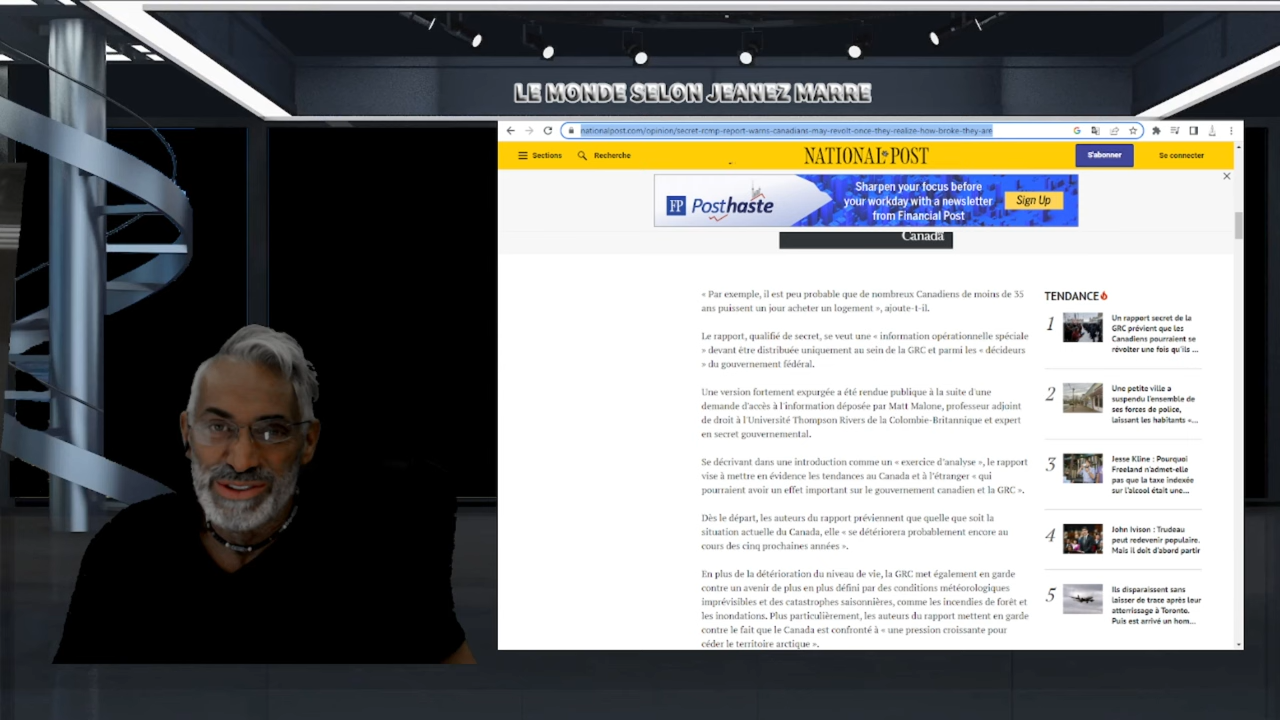 LE MONDE SELON JEANEZ MARRE
nationalpost.com/opinion/secret-rcmp-report-warns-canadians-may-revolt-once-they-realize-how-broke-they-are
Sections
Recherche
NATIONAL POST
S'abonner
Se connecter
FP Posthaste
Sharpen your focus before
your workday with a newsletter
from Financial Post
Sign Up
Canada
« Par exemple, il est peu probable que de nombreux Canadiens de moins de 35
ans puissent un jour acheter un logement », ajoute-t-il.
Le rapport, qualifié de secret, se veut une « information opérationnelle spéciale
» devant être distribuée uniquement au sein de la GRC et parmi les « décideurs
» du gouvernement fédéral.
Une version fortement expurgée a été rendue publique à la suite d'une
demande d'accès à l'information déposée par Matt Malone, professeur adjoint
de droit à l'Université Thompson Rivers de la Colombie-Britannique et expert
en secret gouvernemental.
Se décrivant dans une introduction comme un « exercice d'analyse », le rapport
vise à mettre en évidence les tendances au Canada et à l'étranger « qui
pourraient avoir un effet important sur le gouvernement canadien et la GRC ».
Dès le départ, les auteurs du rapport préviennent que quelle que soit la
situation actuelle du Canada, elle « se détériorera probablement encore au
cours des cinq prochaines années ».
En plus de la détérioration du niveau de vie, la GRC met également en garde
contre un avenir de plus en plus défini par des conditions météorologiques
imprévisibles et des catastrophes saisonnières, comme les incendies de forêt et
les inondations. Plus particulièrement, les auteurs du rapport mettent en garde
contre le fait que le Canada est confronté à « une pression croissante pour
céder le territoire arctique ».
TENDANCE
1
Un rapport secret de la
GRC prévient que les
Canadiens pourraient se
révolter une fois qu'ils ...
2
Une petite ville a
suspendu l'ensemble de
ses forces de police,
laissant les habitants «...
3
Jesse Kline : Pourquoi
Freeland n'admet-elle
pas que la taxe indexée
sur l'alcool était une...
4
John Ivison : Trudeau
peut redevenir populaire.
Mais il doit d'abord partir
5
Ils disparaissent sans
laisser de trace après leur
atterrissage à Toronto.
Puis est arrivé un hom...